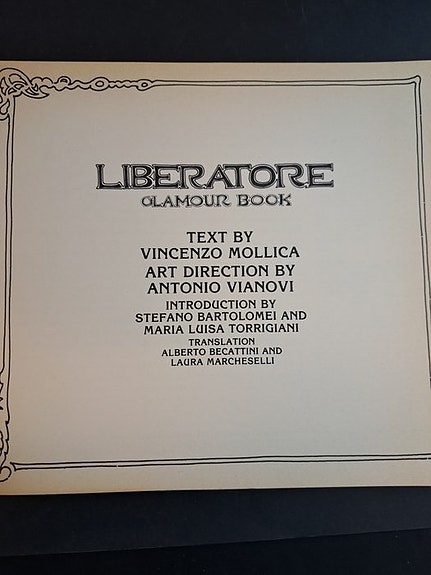 LIBERATORE
GLAMOUR BOOK
TEXT BY
VINCENZO MOLLICA
ART DIRECTION BY
ANTONIO VIANOVI
INTRODUCTION BY
STEFANO BARTOLOMEI AND
MARIA LUISA TORRIGIANI
TRANSLATION
ALBERTO BECATTINI AND
LAURA MARCHESELLI